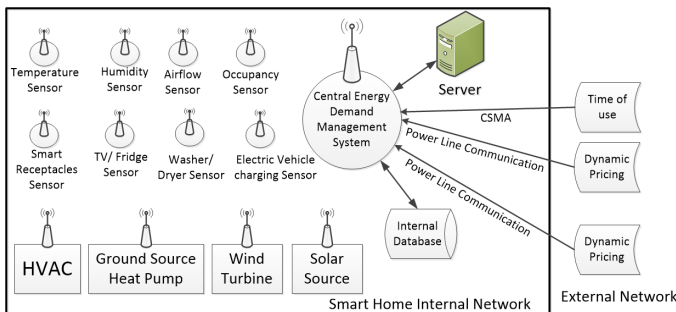 Temperature
Sensor
Humidity
Sensor
Airflow
Sensor
Occupancy
Sensor
Smart
Receptacles
Sensor
TV/ Fridge
Sensor
Washer/
Dryer Sensor
Electric Vehicle
charging Sensor
HVAC
Ground Source
Heat Pump
Wind
Turbine
Solar
Source
Central Energy
Demand
Management
System
Server
CSMA
Power Line Communication
Power Line Communication
Internal
Database
Time of
use
Dynamic
Pricing
Dynamic
Pricing
Smart Home Internal Network
External Network